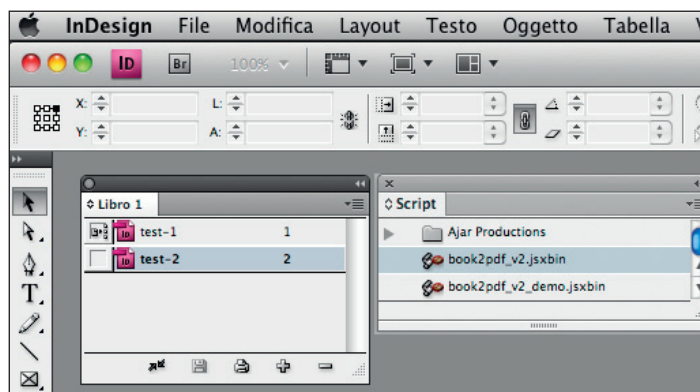 InDesign File Modifica Layout Testo Oggetto Tabella
ID Br 100%
X: L:
Y: A:
Libro 1
test-1 1
test-2 2
Script
Ajar Productions
book2pdf_v2.jsxbin
book2pdf_v2_demo.jsxbin